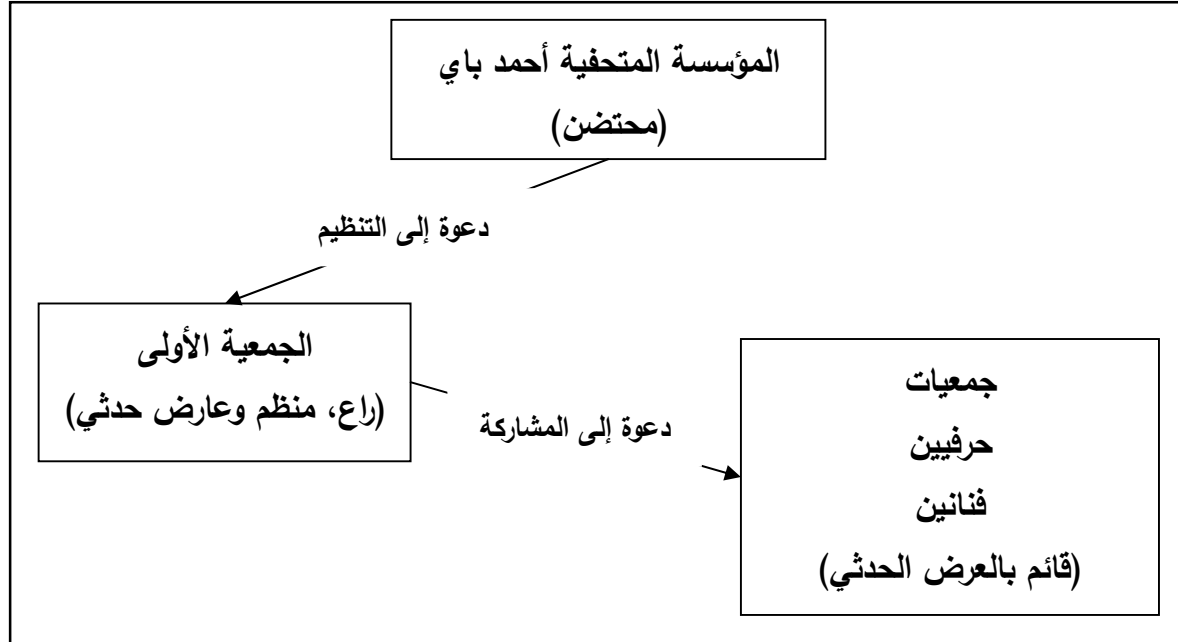 المؤسسة المتحفية أحمد باي
(محتضن)
دعوة إلى التنظيم
الجمعية الأولى
(راع، منظم وعارض حدثي)
دعوة إلى المشاركة
جمعيات
حرفيين
فنانين
(قائم بالعرض الحدثي)